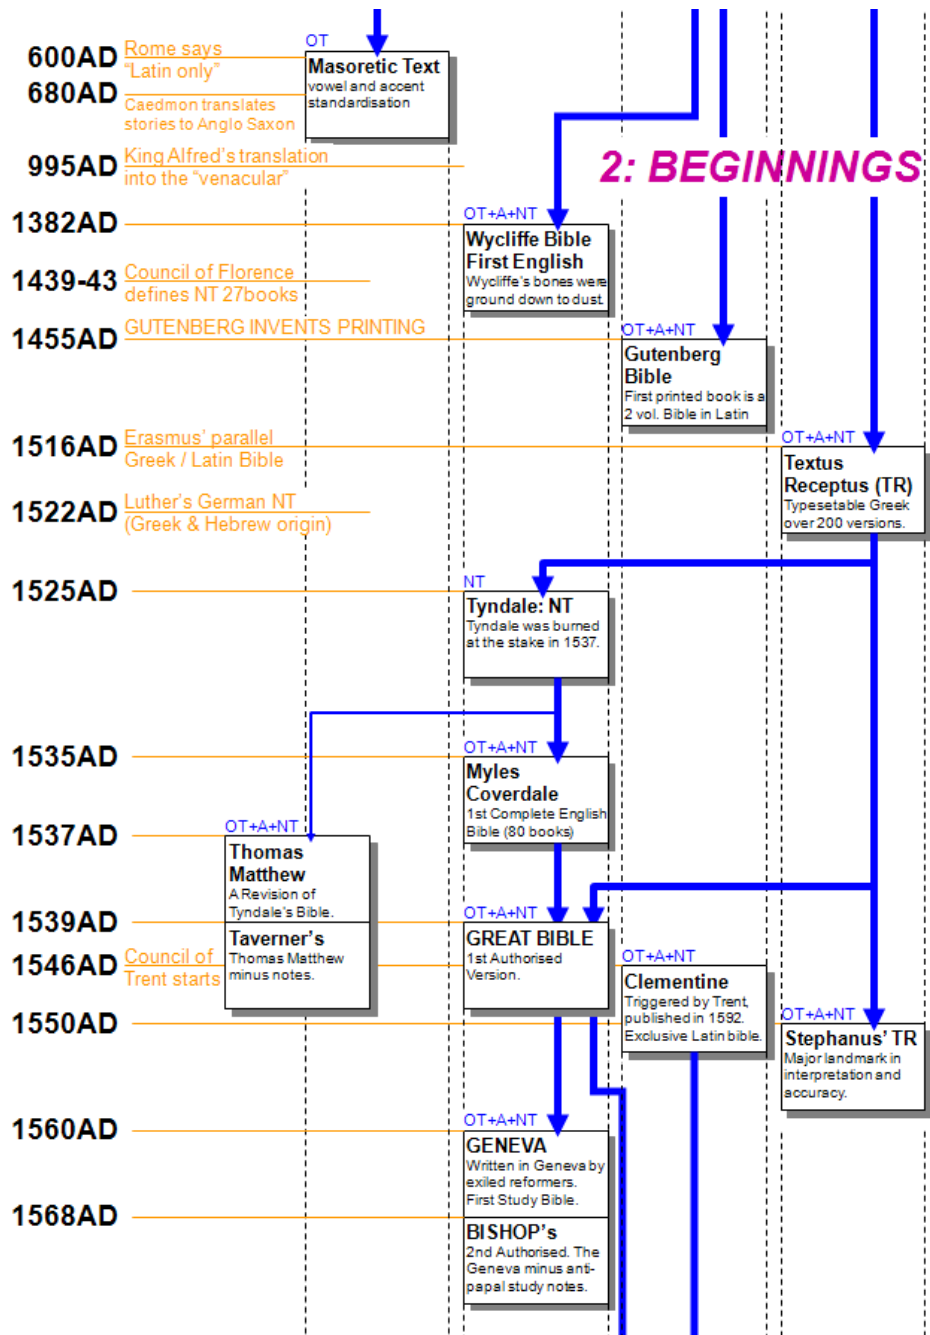 OT
600AD
Rome says
"Latin only"
Masoretic Text
vowel and accent
standardisation
680AD
Caedmon translates
stories to Anglo Saxon
995AD
King Alfred's translation
into the "venacular"
2: BEGINNINGS
1382AD
OT+A+NT
Wycliffe Bible
First English
Wycliffe's bones were
ground down to dust.
1439-43
Council of Florence
defines NT 27books
1455AD
GUTENBERG INVENTS PRINTING
OT+A+NT
Gutenberg
Bible
First printed book is a
2 vol. Bible in Latin
1516AD
Erasmus' parallel
Greek / Latin Bible
OT+A+NT
Textus
Receptus (TR)
Typesetable Greek
over 200 versions.
1522AD
Luther's German NT
(Greek & Hebrew origin)
1525AD
NT
Tyndale: NT
Tyndale was burned
at the stake in 1537.
1535AD
OT+A+NT
Myles
Coverdale
1st Complete English
Bible (80 books)
1537AD
OT+A+NT
Thomas
Matthew
A Revision of
Tyndale's Bible.
1539AD
Taverner's
Thomas Matthew
minus notes.
OT+A+NT
GREAT BIBLE
1st Authorised
Version.
1546AD
Council of
Trent starts
OT+A+NT
Clementine
Triggered by Trent,
published in 1592.
Exclusive Latin bible.
1550AD
OT+A+NT
Stephanus' TR
Major landmark in
interpretation and
accuracy.
1560AD
OT+A+NT
GENEVA
Written in Geneva by
exiled reformers.
First Study Bible.
1568AD
BISHOP's
2nd Authorised. The
Geneva minus anti-
papal study notes.